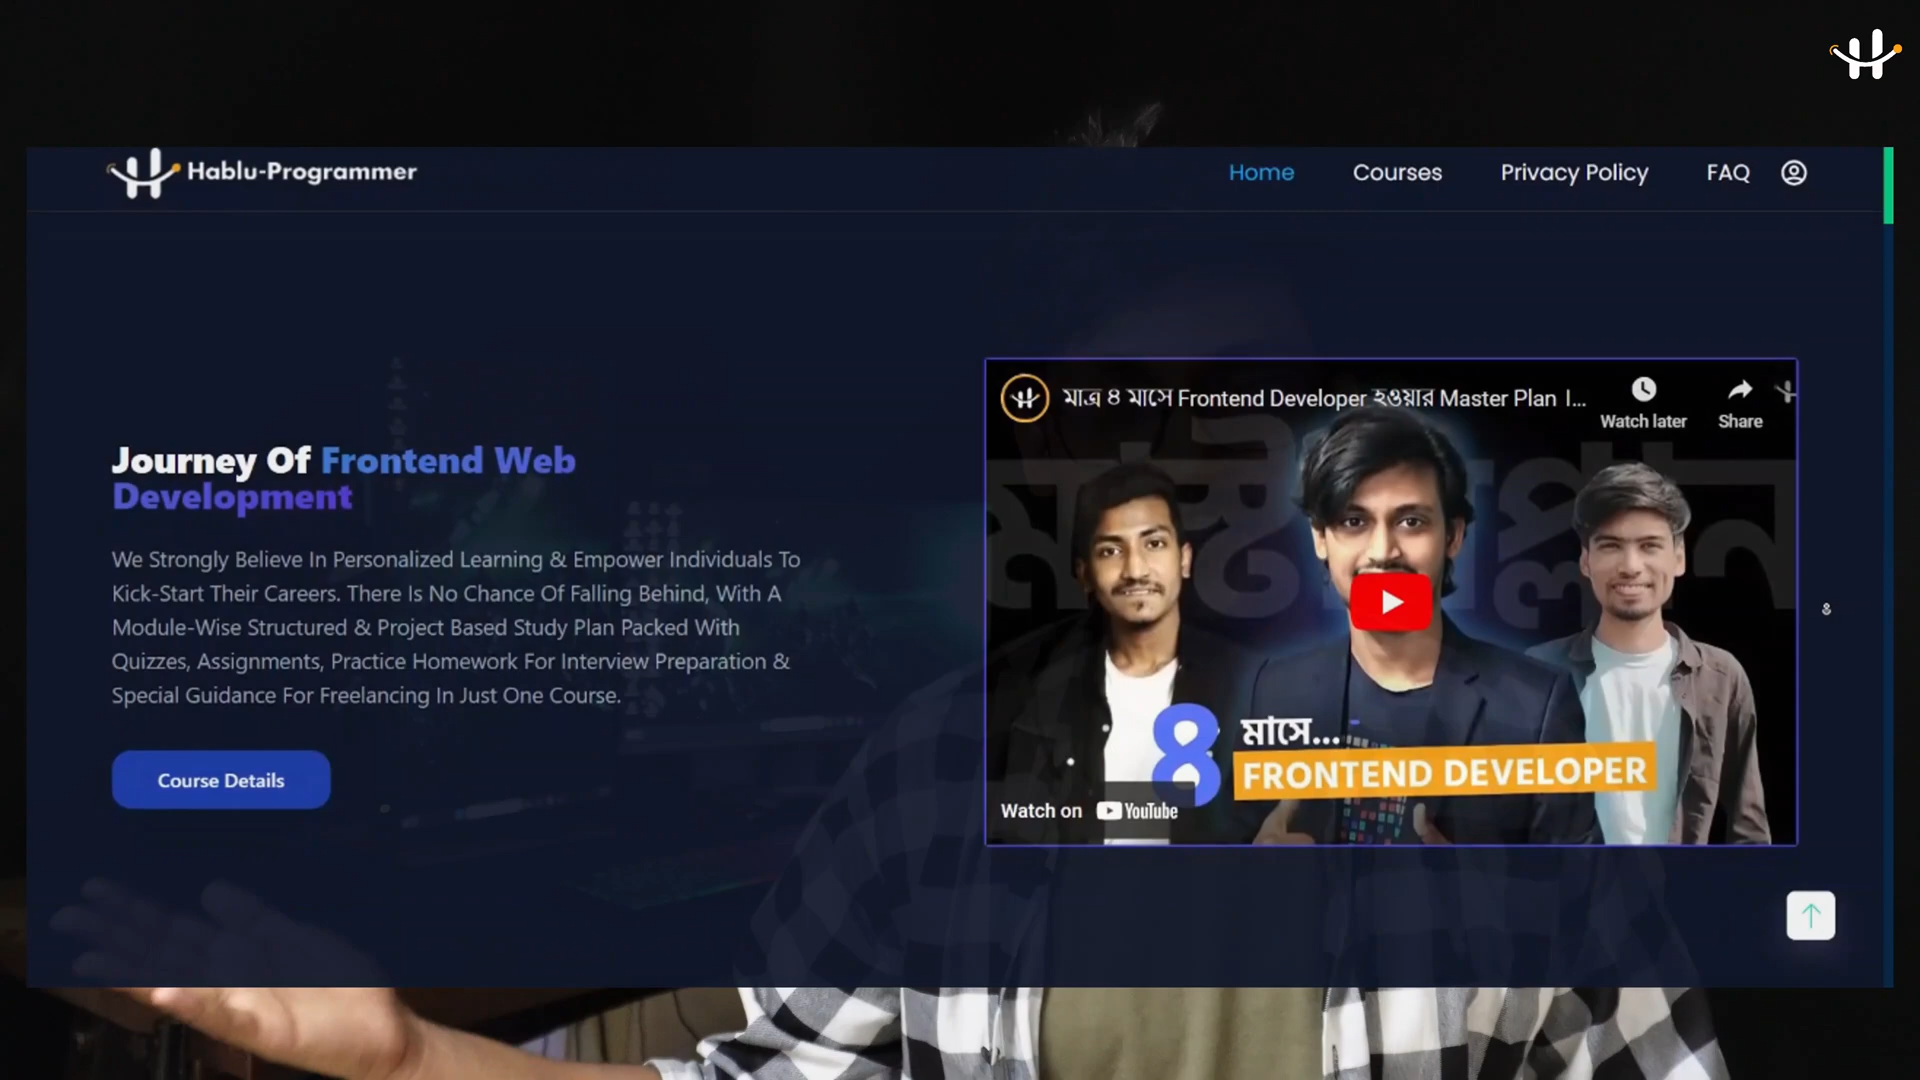 Hablu-Programmer
Home
Courses
Privacy Policy
FAQ
Journey Of Frontend Web
Development
We Strongly Believe In Personalized Learning & Empower Individuals To
Kick-Start Their Careers. There Is No Chance Of Falling Behind, With A
Module-Wise Structured & Project Based Study Plan Packed With
Quizzes, Assignments, Practice Homework For Interview Preparation &
Special Guidance For Freelancing In Just One Course.
Course Details
মাত্র ৪ মাসে Frontend Developer হওয়ার Master Plan |...
Watch later
Share
মাস্টারপ্লান
৪ মাসে...
FRONTEND DEVELOPER
Watch on YouTube